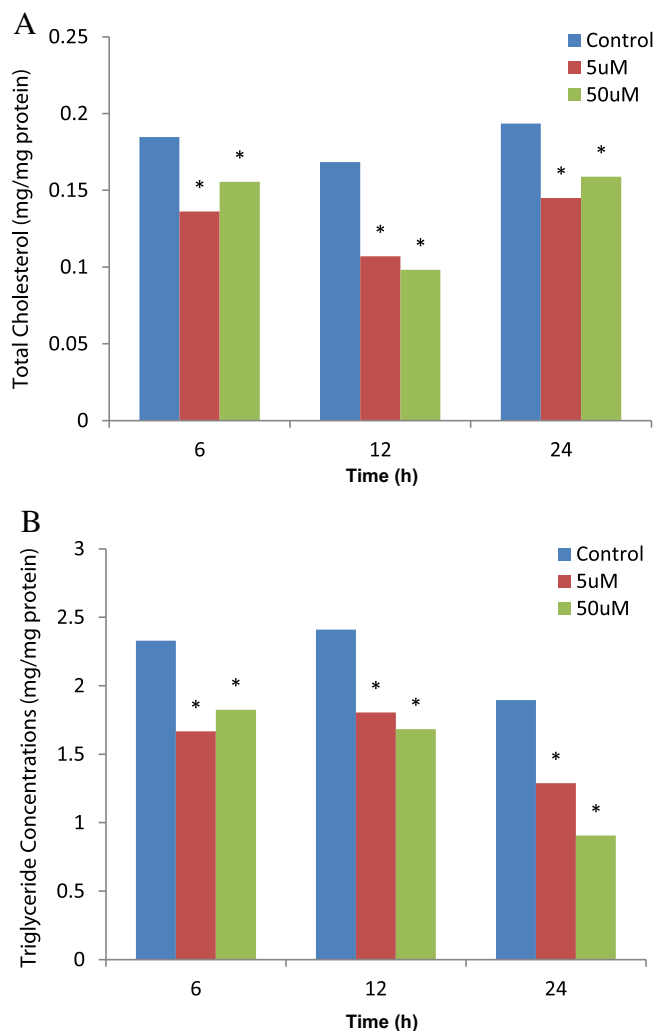 A
Total Cholesterol (mg/mg protein)
0.25
0.2
0.15
0.1
0.05
0
Control
5uM
50uM
* *
* *
* *
6 12 24
Time (h)
B
Triglyceride Concentrations (mg/mg protein)
3
2.5
2
1.5
1
0.5
0
Control
5uM
50uM
* *
* *
* *
6 12 24
Time (h)